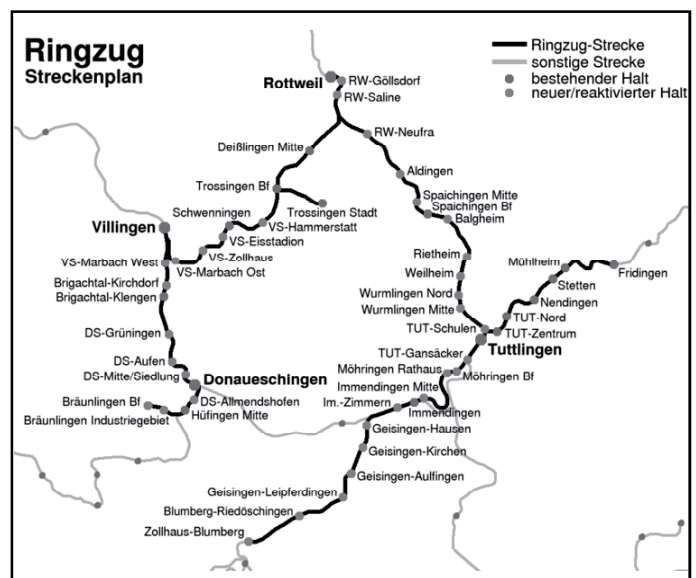 Ringzug
Streckenplan
Ringzug-Strecke
sonstige Strecke
bestehender Halt
neuer/reaktivierter Halt
Rottweil
RW-Göllsdorf
RW-Saline
RW-Neufra
Deißlingen Mitte
Aldingen
Trossingen Bf
Trossingen Stadt
Spaichingen Mitte
Spaichingen Bf
Balgheim
Schwenningen
VS-Hammerstatt
Villingen
VS-Eisstadion
VS-Zollhaus
VS-Marbach West
VS-Marbach Ost
Rietheim
Weilheim
Mühlheim
Fridingen
Brigachtal-Kirchdorf
Brigachtal-Klengen
Wurmlingen Nord
Wurmlingen Mitte
Stetten
Nendingen
TUT-Nord
DS-Grüningen
TUT-Schulen
TUT-Zentrum
Tuttlingen
TUT-Gansäcker
DS-Aufen
DS-Mitte/Siedlung
Donaueschingen
Möhringen Rathaus
Möhringen Bf
Immendingen Mitte
Bräunlingen Bf
DS-Allmendshofen
Im.-Zimmern
Immendingen
Bräunlingen Industriegebiet
Hüfingen Mitte
Geisingen-Hausen
Geisingen-Kirchen
Geisingen-Aulfingen
Geisingen-Leipferdingen
Blumberg-Riedöschingen
Zollhaus-Blumberg